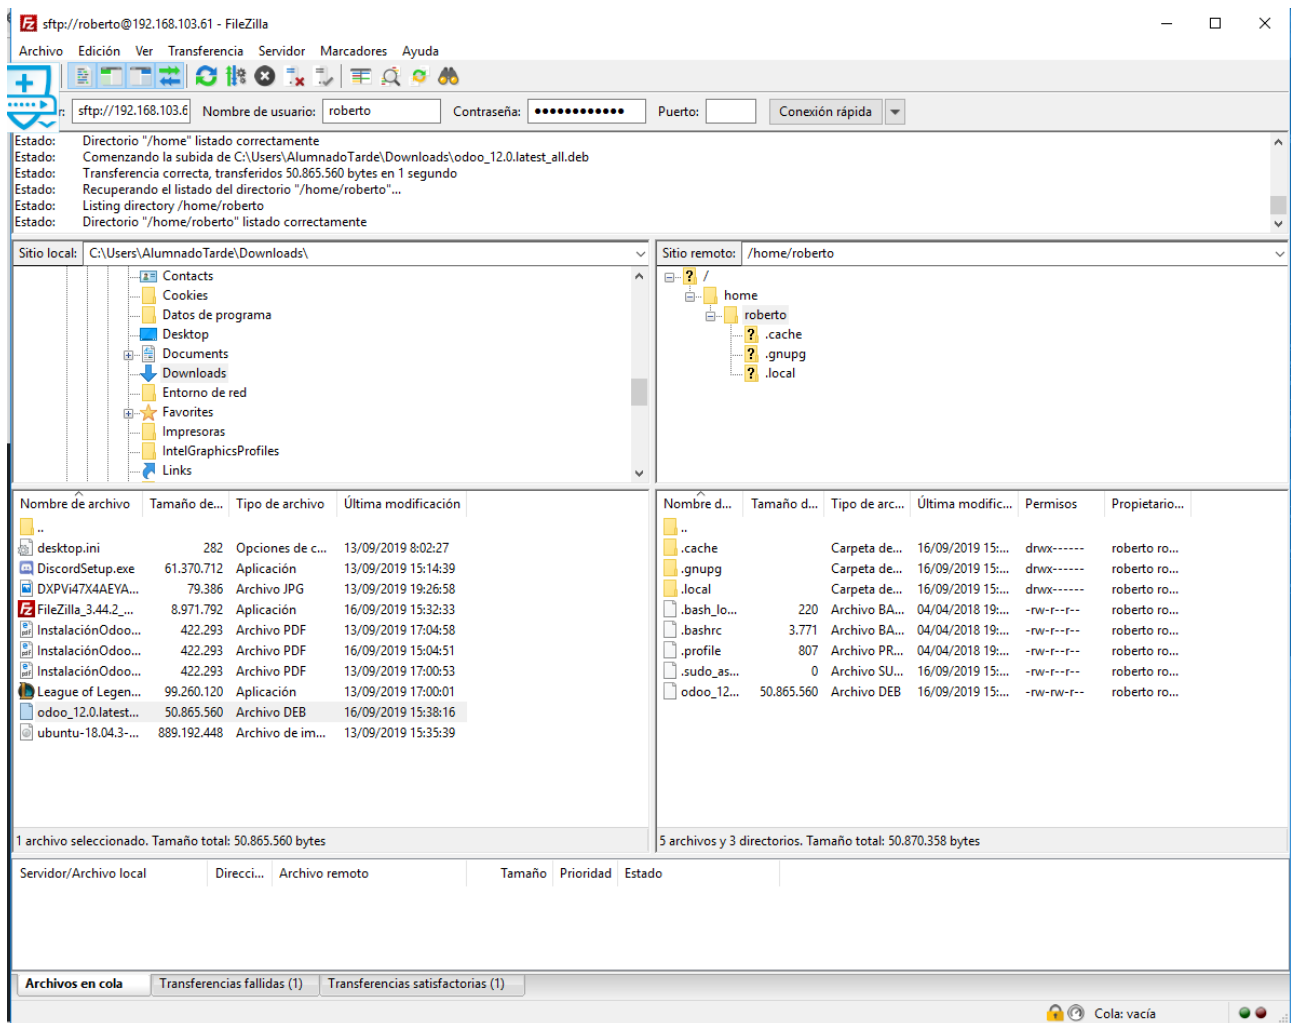 sftp://roberto@192.168.103.61 - FileZilla
Archivo Edición Ver Transferencia Servidor Marcadores Ayuda
r: sftp://192.168.103.6 Nombre de usuario: roberto Contraseña: ●●●●●●●●●●●● Puerto: Conexión rápida
Estado: Directorio "/home" listado correctamente
Estado: Comenzando la subida de C:\Users\AlumnadoTarde\Downloads\odoo_12.0.latest_all.deb
Estado: Transferencia correcta, transferidos 50.865.560 bytes en 1 segundo
Estado: Recuperando el listado del directorio "/home/roberto"...
Estado: Listing directory /home/roberto
Estado: Directorio "/home/roberto" listado correctamente
Sitio local: C:\Users\AlumnadoTarde\Downloads\
Contacts
Cookies
Datos de programa
Desktop
Documents
Downloads
Entorno de red
Favorites
Impresoras
IntelGraphicsProfiles
Links
Sitio remoto: /home/roberto
/
home
roberto
.cache
.gnupg
.local
Nombre de archivo Tamaño de... Tipo de archivo Última modificación
..
desktop.ini 282 Opciones de c... 13/09/2019 8:02:27
DiscordSetup.exe 61.370.712 Aplicación 13/09/2019 15:14:39
DXPVi47X4AEYA... 79.386 Archivo JPG 13/09/2019 19:26:58
FileZilla_3.44.2_... 8.971.792 Aplicación 16/09/2019 15:32:33
InstalaciónOdoo... 422.293 Archivo PDF 13/09/2019 17:04:58
InstalaciónOdoo... 422.293 Archivo PDF 16/09/2019 15:04:51
InstalaciónOdoo... 422.293 Archivo PDF 13/09/2019 17:00:53
League of Legen... 99.260.120 Aplicación 13/09/2019 17:00:01
odoo_12.0.latest... 50.865.560 Archivo DEB 16/09/2019 15:38:16
ubuntu-18.04.3-... 889.192.448 Archivo de im... 13/09/2019 15:35:39
1 archivo seleccionado. Tamaño total: 50.865.560 bytes
Nombre d... Tamaño d... Tipo de arc... Última modific... Permisos Propietario...
..
.cache Carpeta de... 16/09/2019 15:... drwx------ roberto ro...
.gnupg Carpeta de... 16/09/2019 15:... drwx------ roberto ro...
.local Carpeta de... 16/09/2019 15:... drwx------ roberto ro...
.bash_lo... 220 Archivo BA... 04/04/2018 19:... -rw-r--r-- roberto ro...
.bashrc 3.771 Archivo BA... 04/04/2018 19:... -rw-r--r-- roberto ro...
.profile 807 Archivo PR... 04/04/2018 19:... -rw-r--r-- roberto ro...
.sudo_as... 0 Archivo SU... 16/09/2019 15:... -rw-r--r-- roberto ro...
odoo_12... 50.865.560 Archivo DEB 16/09/2019 15:... -rw-rw-r-- roberto ro...
5 archivos y 3 directorios. Tamaño total: 50.870.358 bytes
Servidor/Archivo local Direcci... Archivo remoto Tamaño Prioridad Estado
Archivos en cola Transferencias fallidas (1) Transferencias satisfactorias (1)
Cola: vacía